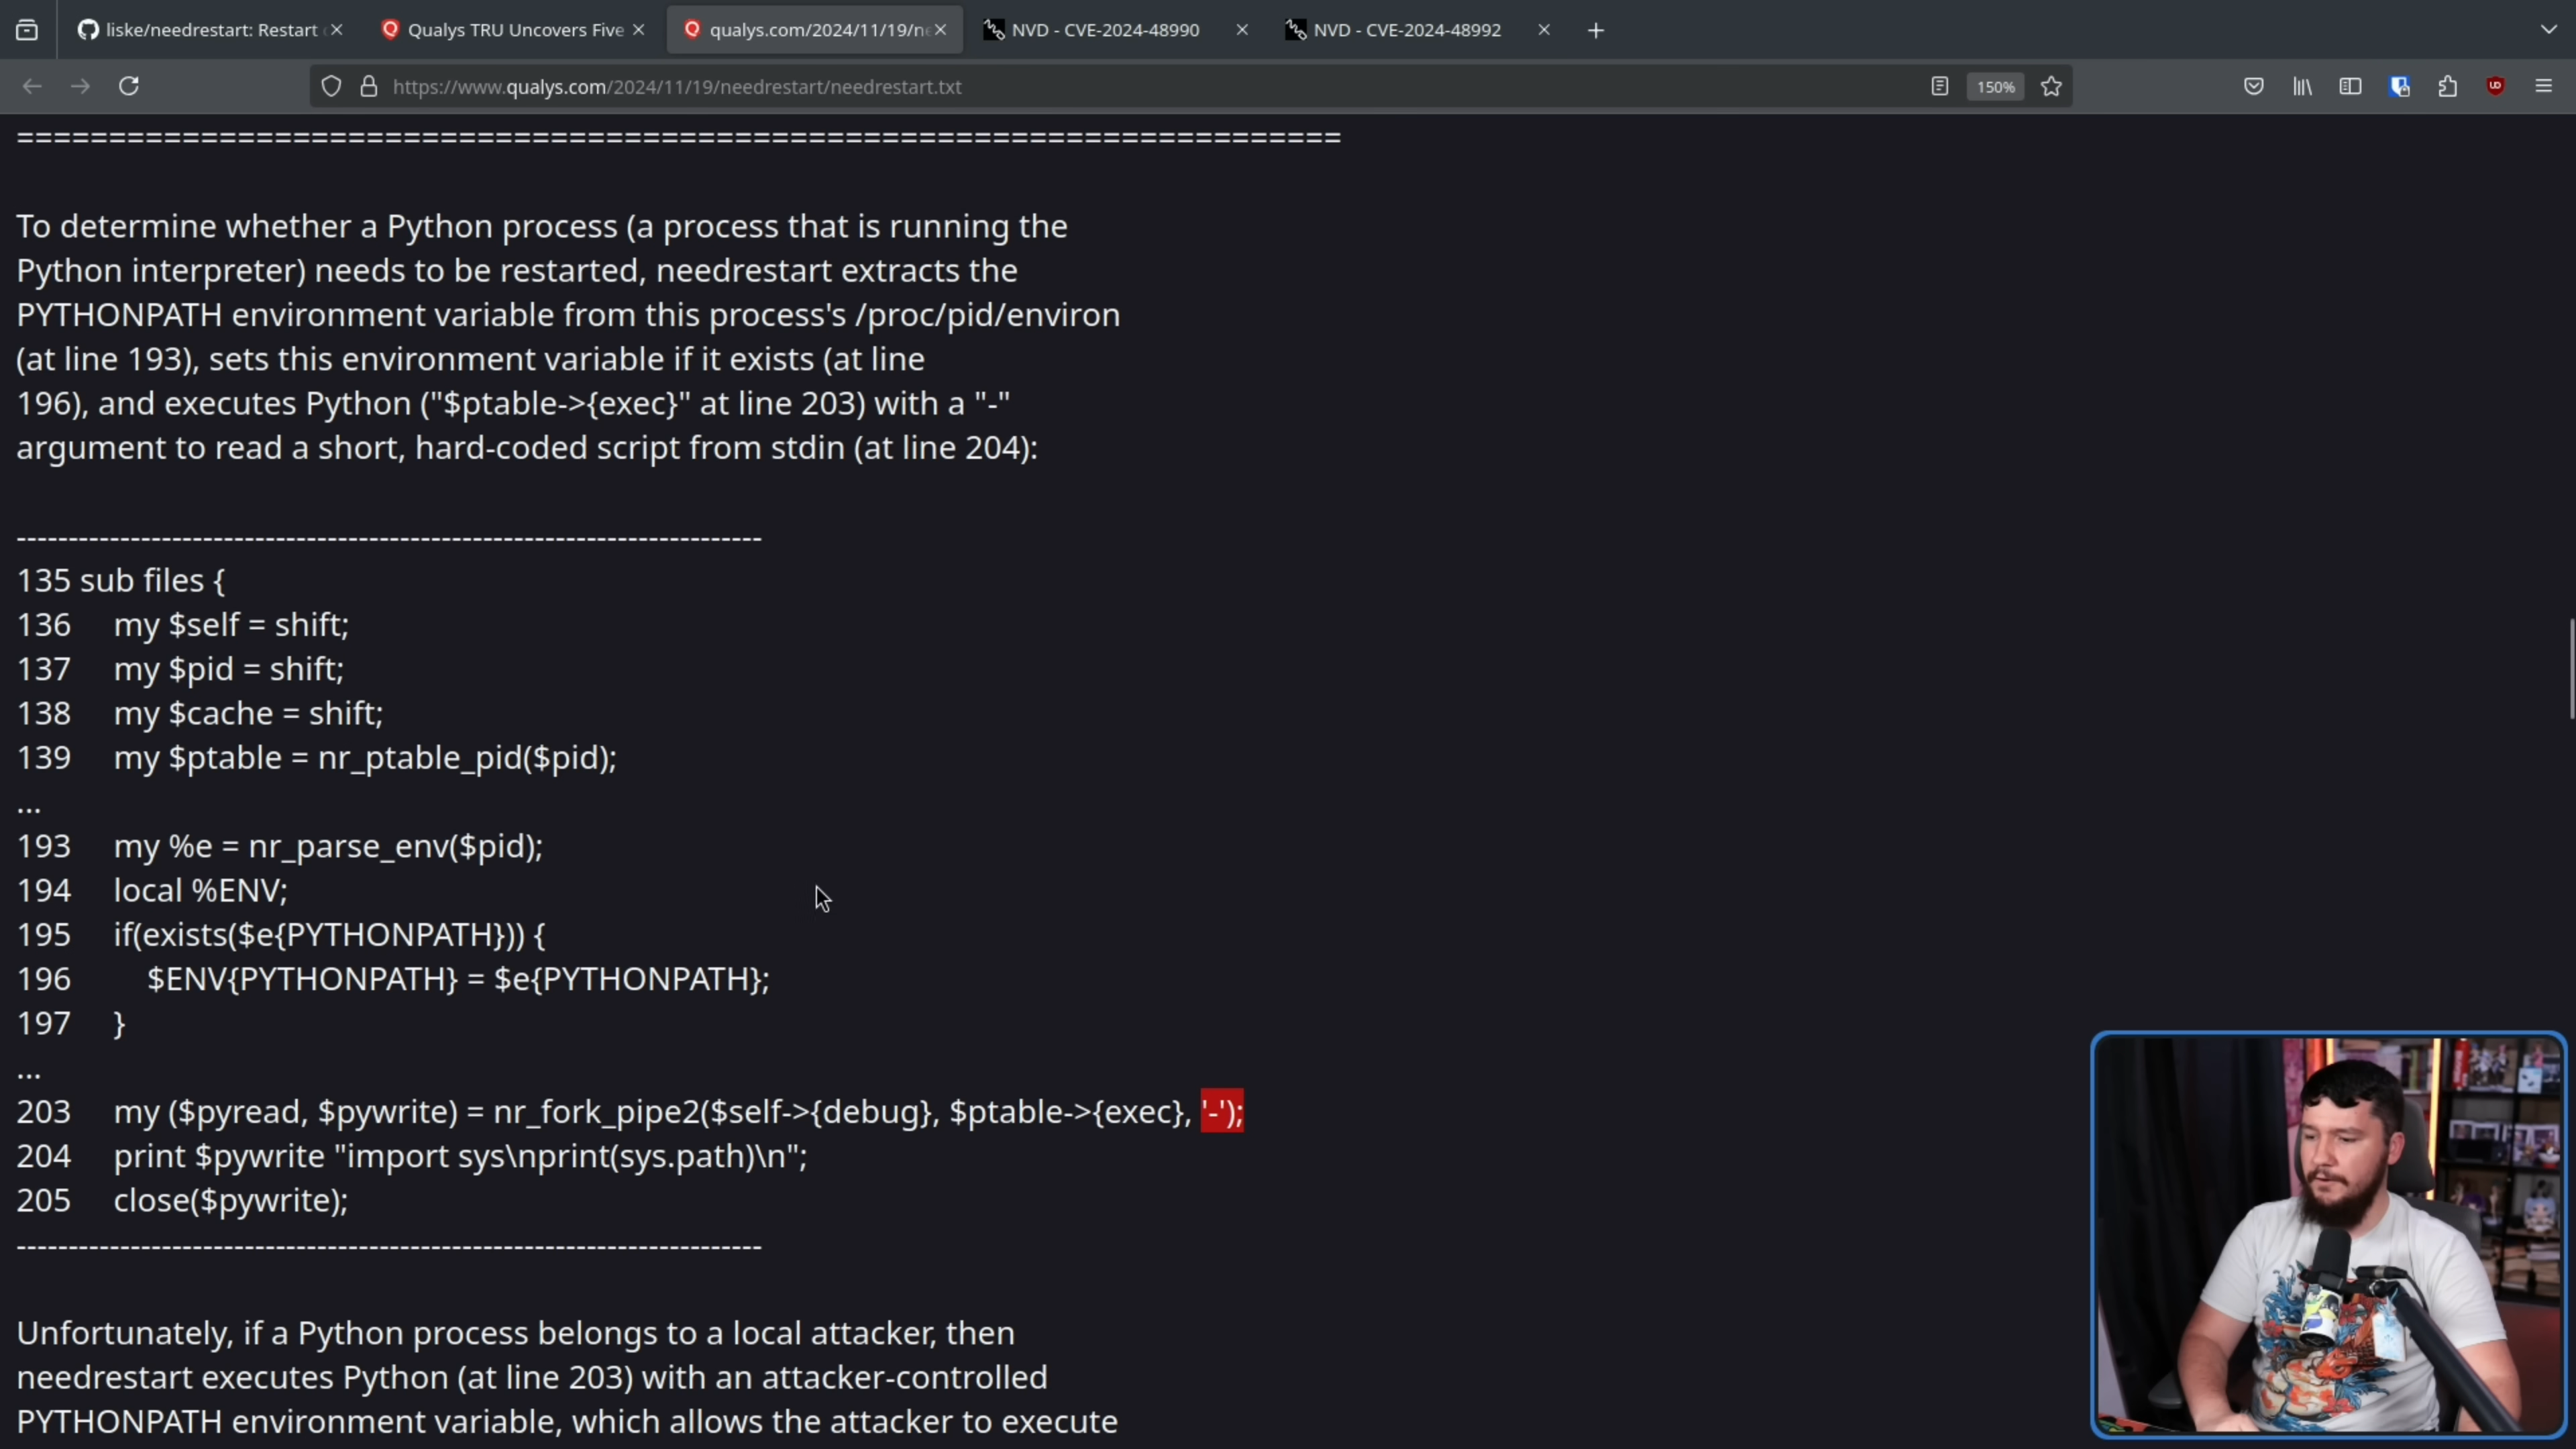 liske/needrestart: Restart
Qualys TRU Uncovers Five
qualys.com/2024/11/19/ne
NVD - CVE-2024-48990
NVD - CVE-2024-48992
https://www.qualys.com/2024/11/19/needrestart/needrestart.txt
150%
========================================================================
To determine whether a Python process (a process that is running the
Python interpreter) needs to be restarted, needrestart extracts the
PYTHONPATH environment variable from this process's /proc/pid/environ
(at line 193), sets this environment variable if it exists (at line
196), and executes Python ("$ptable->{exec}" at line 203) with a "-"
argument to read a short, hard-coded script from stdin (at line 204):
------------------------------------------------------------------------
135 sub files {
136 my $self = shift;
137 my $pid = shift;
138 my $cache = shift;
139 my $ptable = nr_ptable_pid($pid);
...
193 my %e = nr_parse_env($pid);
194 local %ENV;
195 if(exists($e{PYTHONPATH})) {
196 $ENV{PYTHONPATH} = $e{PYTHONPATH};
197 }
...
203 my ($pyread, $pywrite) = nr_fork_pipe2($self->{debug}, $ptable->{exec}, '-');
204 print $pywrite "import sys\nprint(sys.path)\n";
205 close($pywrite);
------------------------------------------------------------------------
Unfortunately, if a Python process belongs to a local attacker, then
needrestart executes Python (at line 203) with an attacker-controlled
PYTHONPATH environment variable, which allows the attacker to execute